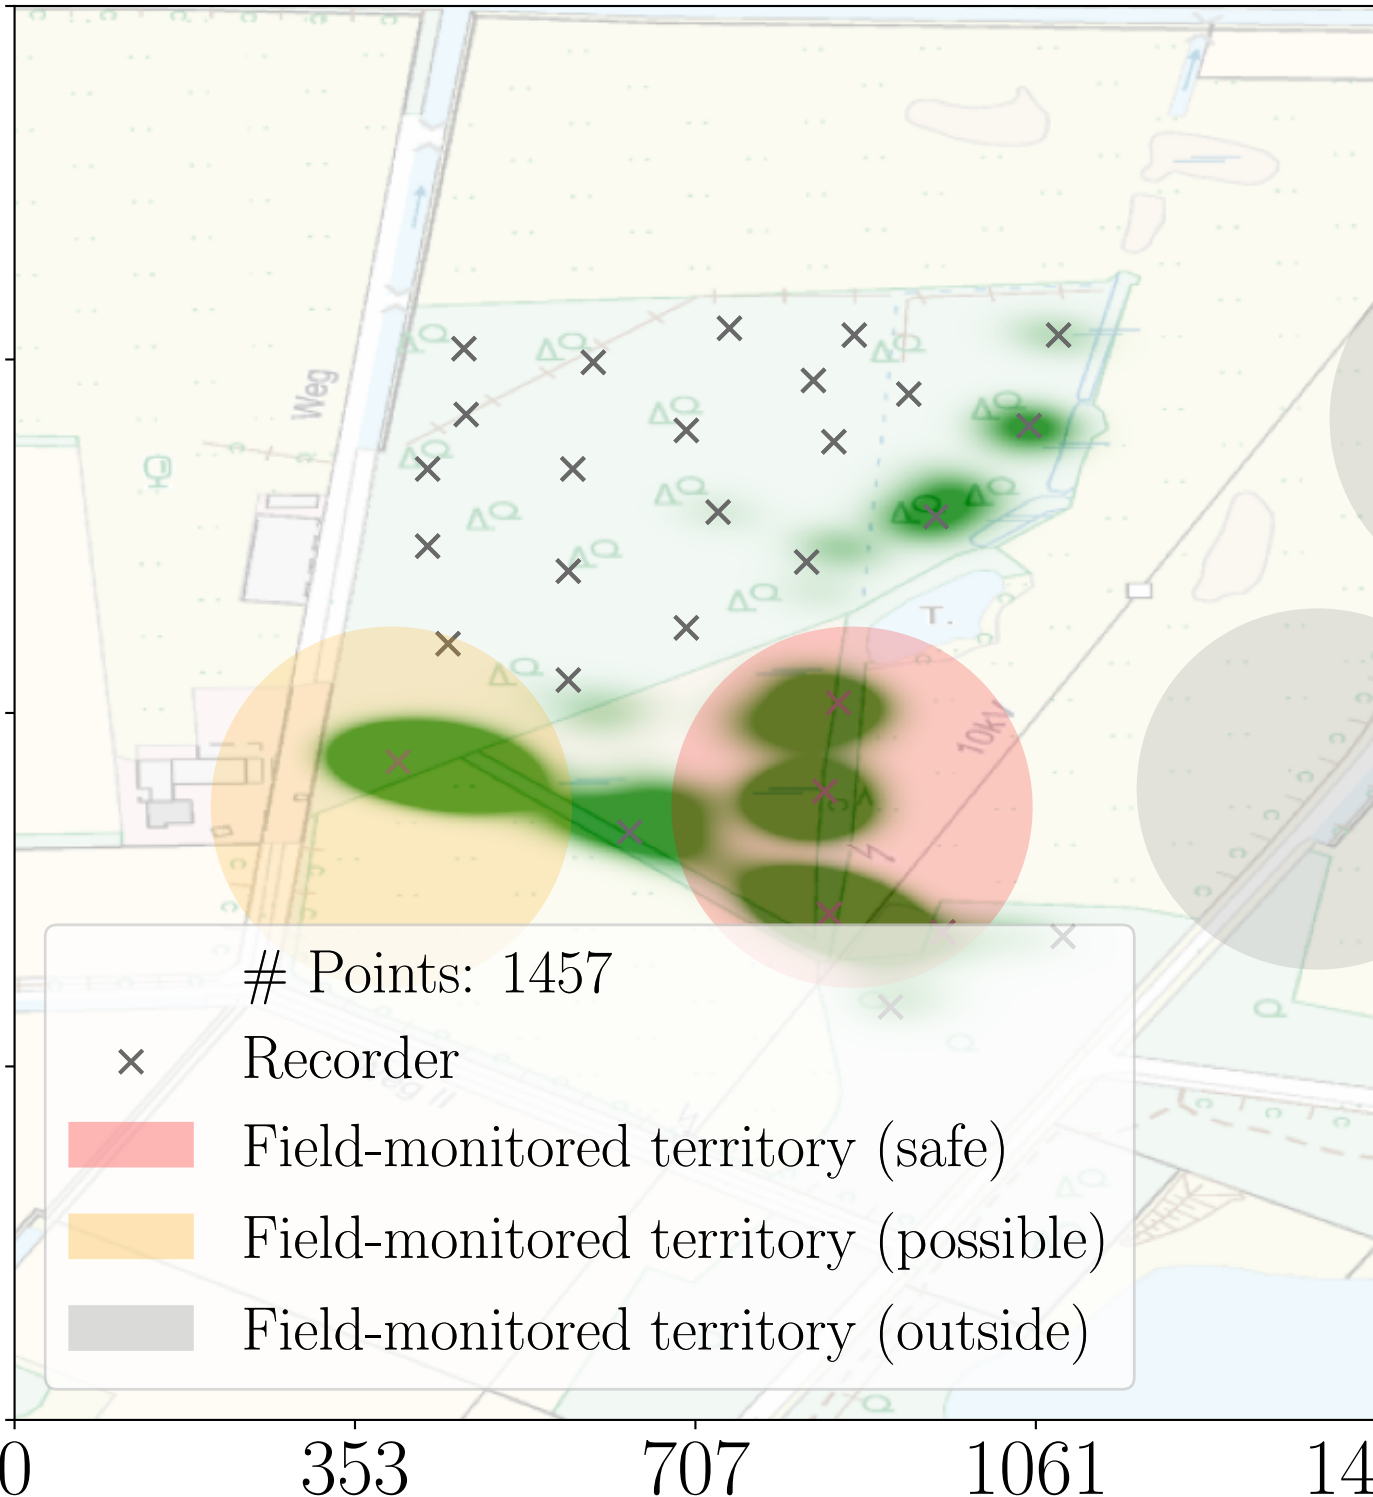 Weg
T.
10kV
# Points: 1457
Recorder
Field-monitored territory (safe)
Field-monitored territory (possible)
Field-monitored territory (outside)
0 353 707 1061 14